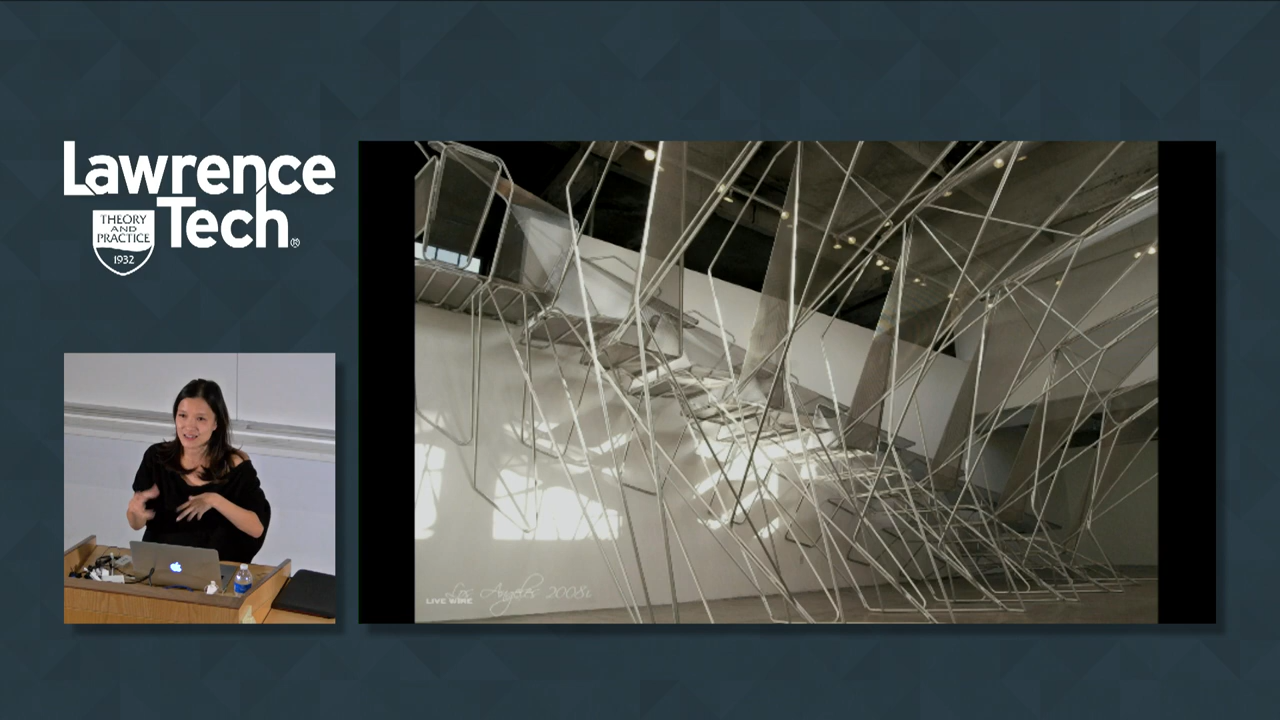 Lawrence
Tech®
THEORY
AND
PRACTICE
1932
Los Angeles 2008
LIVE WIRE